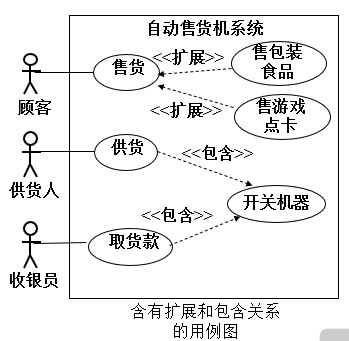 自动售货机系统
售货
<<扩展>>
售包装
食品
顾客
<<扩展>>
售游戏
点卡
供货
<<包含>>
供货人
<<包含>>
开关机器
取货款
收银员
含有扩展和包含关系
的用例图